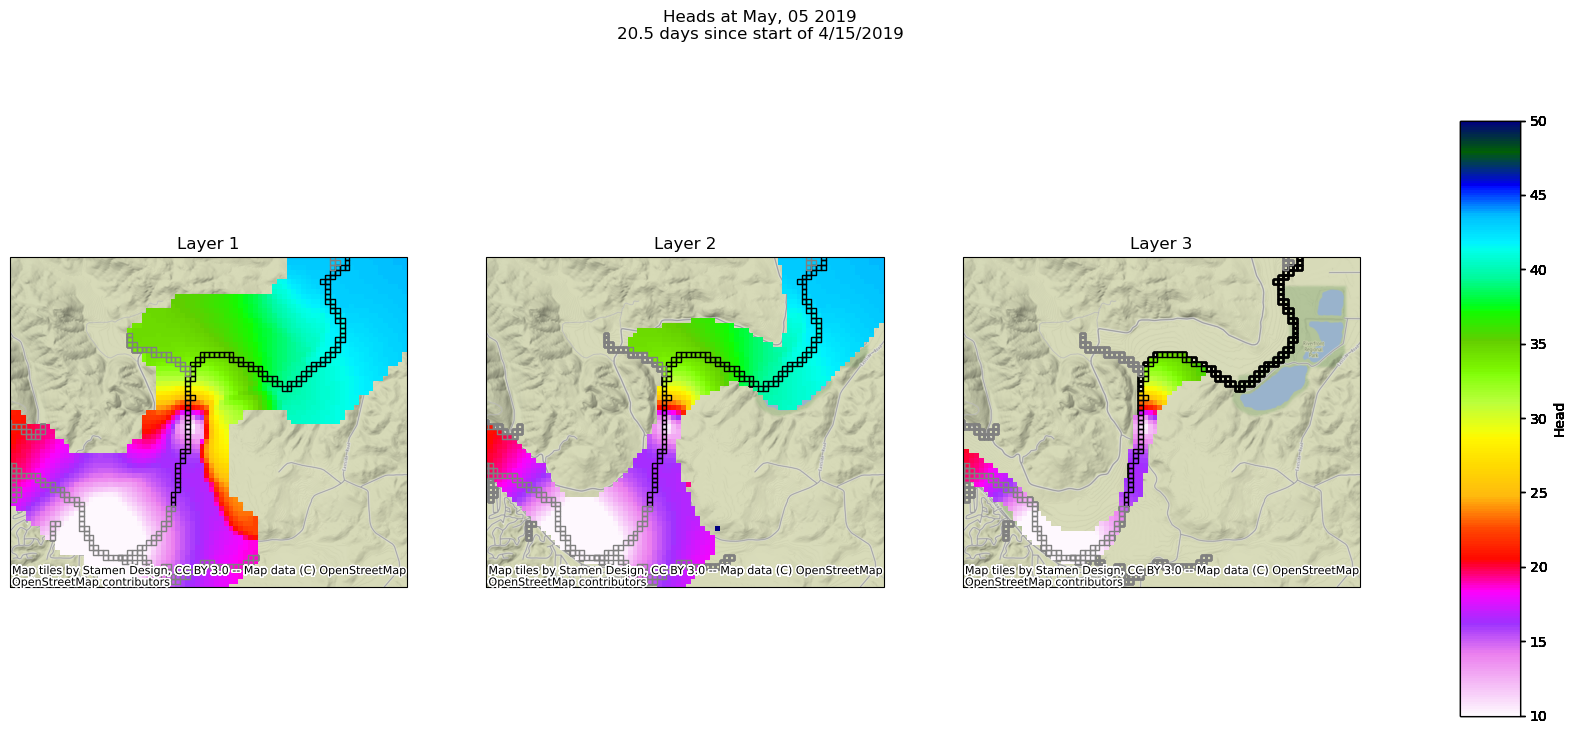 Heads at May, 05 2019
20.5 days since start of 4/15/2019
Layer 1
Layer 2
Layer 3
Map tiles by Stamen Design, CC BY 3.0 -- Map data (C) OpenStreetMap
OpenStreetMap contributors
Map tiles by Stamen Design, CC BY 3.0 -- Map data (C) OpenStreetMap
OpenStreetMap contributors
Map tiles by Stamen Design, CC BY 3.0 -- Map data (C) OpenStreetMap
OpenStreetMap contributors
50
45
40
35
30
25
20
15
10
Head